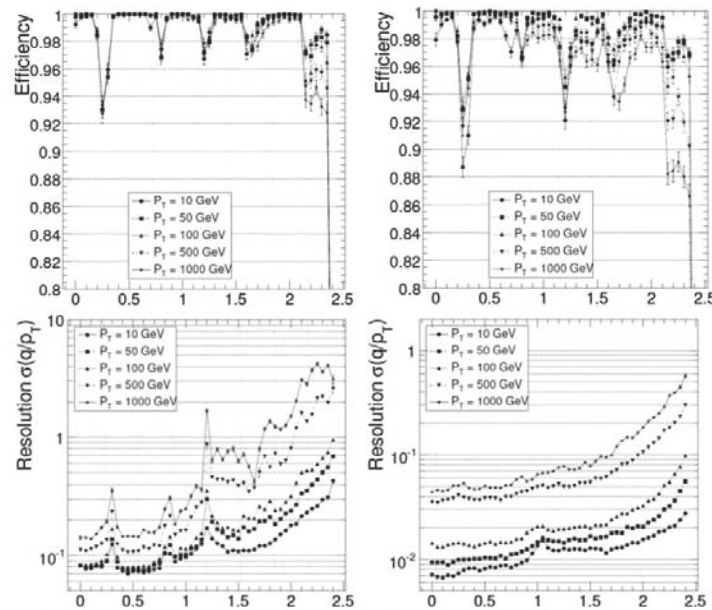 Efficiency
1
0.98
0.96
0.94
0.92
0.9
0.88
0.86
0.84
0.82
0.8
P_T = 10 GeV
P_T = 50 GeV
P_T = 100 GeV
P_T = 500 GeV
P_T = 1000 GeV
0 0.5 1 1.5 2 2.5
Efficiency
1
0.98
0.96
0.94
0.92
0.9
0.88
0.86
0.84
0.82
0.8
P_T = 10 GeV
P_T = 50 GeV
P_T = 100 GeV
P_T = 500 GeV
P_T = 1000 GeV
0 0.5 1 1.5 2 2.5
Resolution σ(q/p_T)
10
1
10^-1
P_T = 10 GeV
P_T = 50 GeV
P_T = 100 GeV
P_T = 500 GeV
P_T = 1000 GeV
0 0.5 1 1.5 2 2.5
Resolution σ(q/p_T)
1
10^-1
10^-2
P_T = 10 GeV
P_T = 50 GeV
P_T = 100 GeV
P_T = 500 GeV
P_T = 1000 GeV
0 0.5 1 1.5 2 2.5